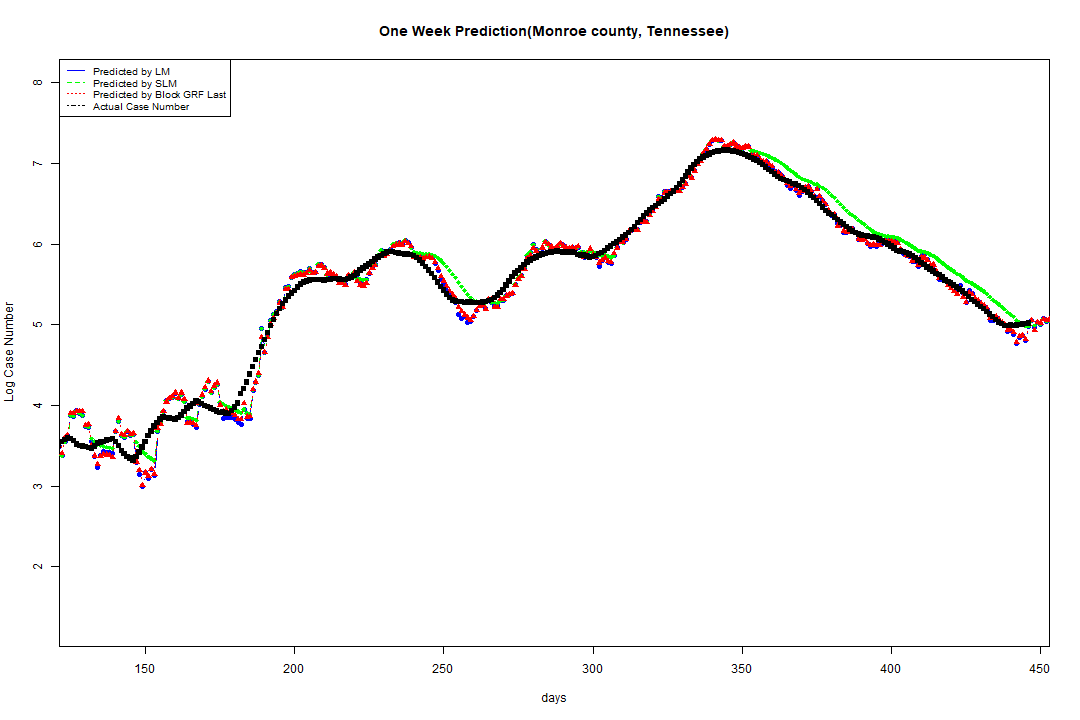 One Week Prediction(Monroe county, Tennessee)
Predicted by LM
Predicted by SLM
Predicted by Block GRF Last
Actual Case Number
8
7
6
5
4
3
2
Log Case Number
150 200 250 300 350 400 450
days